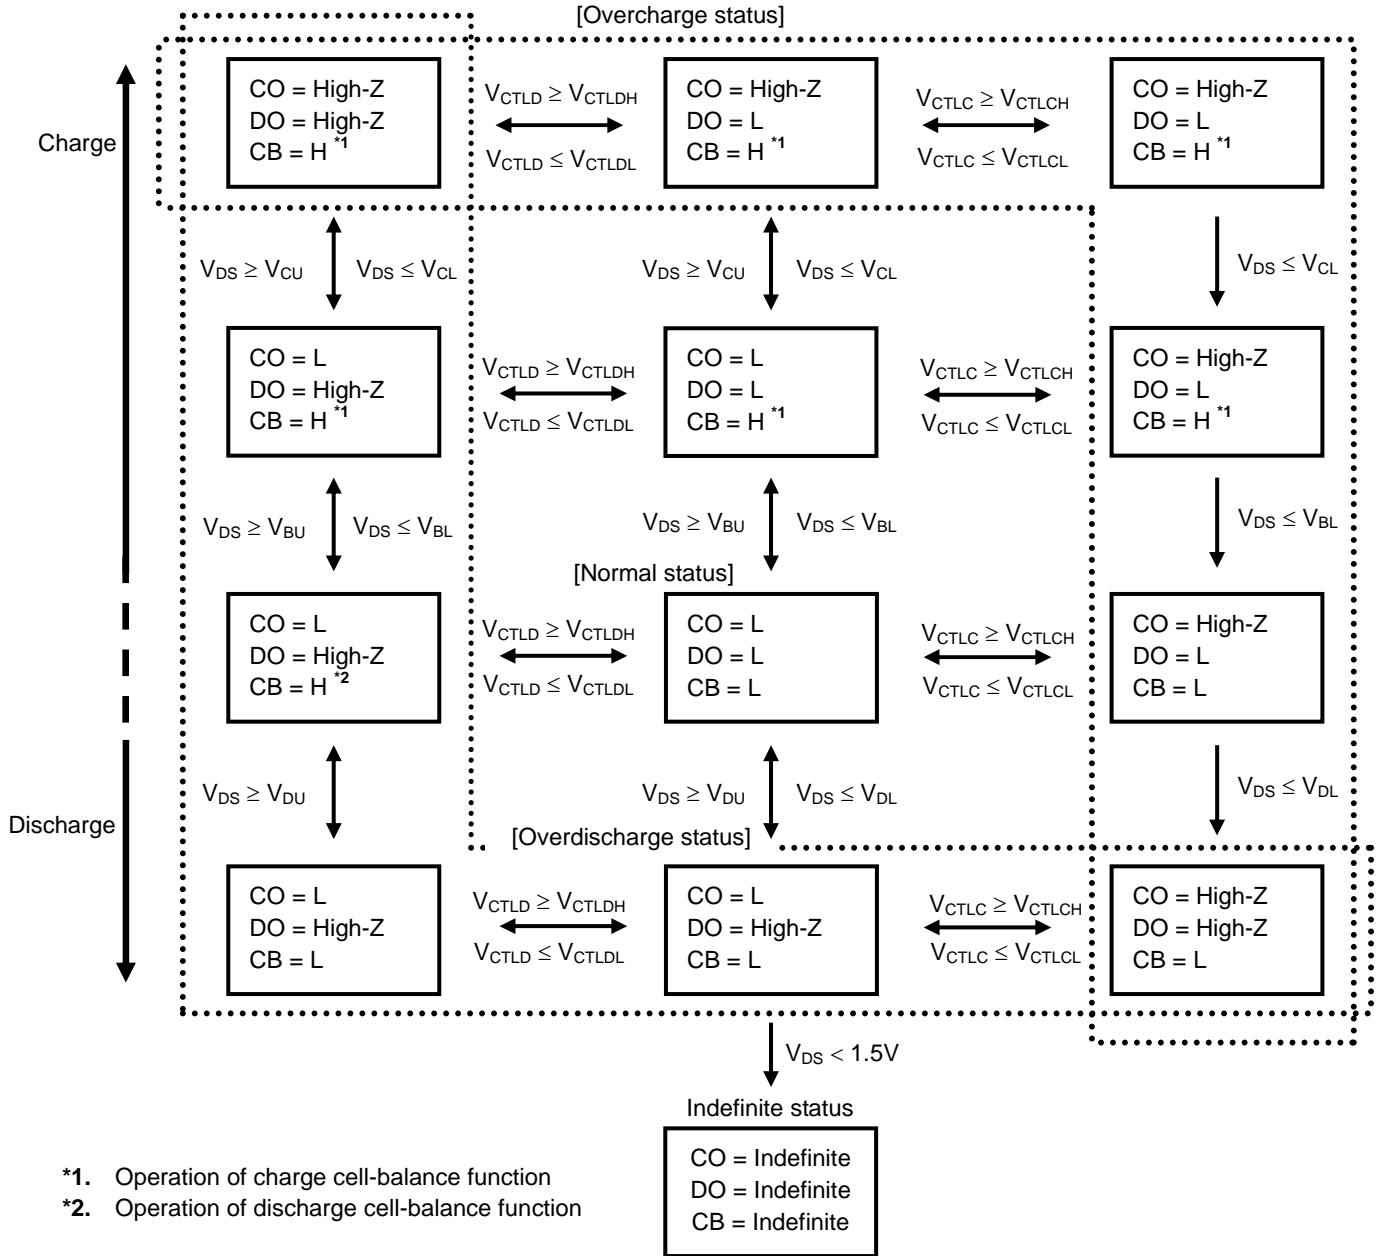 [Overcharge status]
CO = High-Z
DO = High-Z
CB = H *1
VCTLD ≥ VCTLDH
VCTLD ≤ VCTLDL
CO = High-Z
DO = L
CB = H *1
VCTLC ≥ VCTLCH
VCTLC ≤ VCTLCL
CO = High-Z
DO = L
CB = H *1
Charge
VDS ≥ VCU
VDS ≤ VCL
VDS ≥ VCU
VDS ≤ VCL
VDS ≤ VCL
CO = L
DO = High-Z
CB = H *1
VCTLD ≥ VCTLDH
VCTLD ≤ VCTLDL
CO = L
DO = L
CB = H *1
VCTLC ≥ VCTLCH
VCTLC ≤ VCTLCL
CO = High-Z
DO = L
CB = H *1
VDS ≥ VBU
VDS ≤ VBL
VDS ≥ VBU
VDS ≤ VBL
VDS ≤ VBL
[Normal status]
CO = L
DO = High-Z
CB = H *2
VCTLD ≥ VCTLDH
VCTLD ≤ VCTLDL
CO = L
DO = L
CB = L
VCTLC ≥ VCTLCH
VCTLC ≤ VCTLCL
CO = High-Z
DO = L
CB = L
VDS ≥ VDU
VDS ≥ VDU
VDS ≤ VDL
VDS ≤ VDL
Discharge
[Overdischarge status]
CO = L
DO = High-Z
CB = L
VCTLD ≥ VCTLDH
VCTLD ≤ VCTLDL
CO = L
DO = High-Z
CB = L
VCTLC ≥ VCTLCH
VCTLC ≤ VCTLCL
CO = High-Z
DO = High-Z
CB = L
VDS < 1.5V
Indefinite status
CO = Indefinite
DO = Indefinite
CB = Indefinite
*1. Operation of charge cell-balance function
*2. Operation of discharge cell-balance function